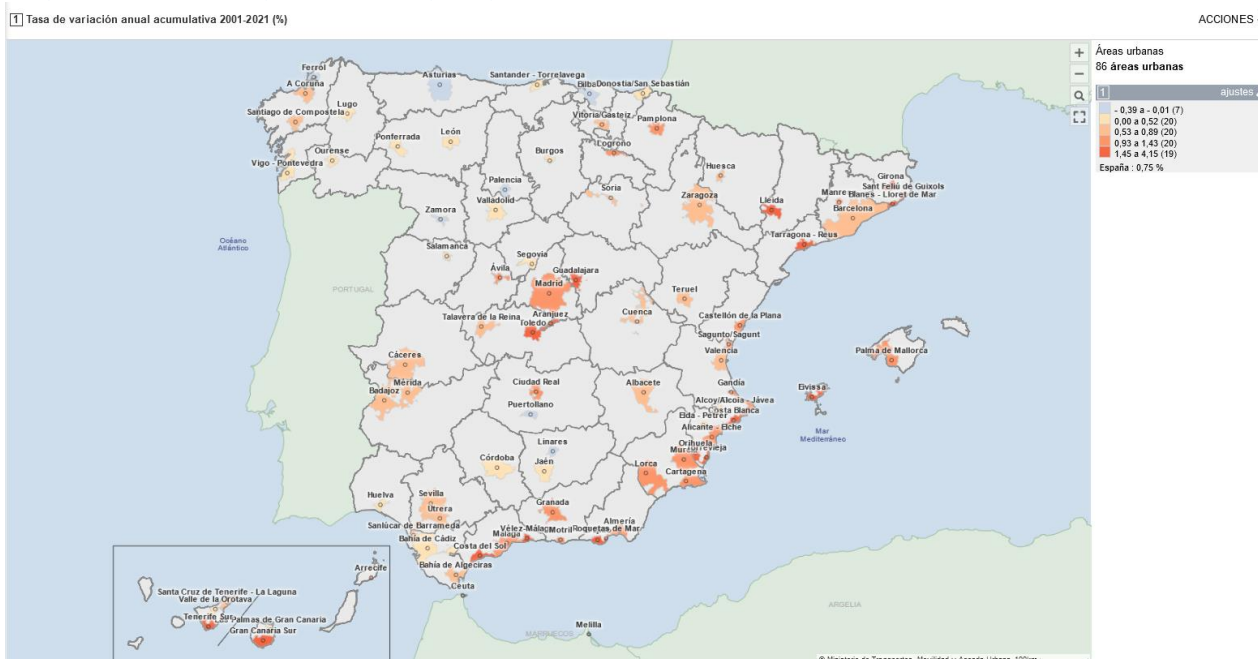 1 Tasa de variación anual acumulativa 2001-2021 (%)
ACCIONES
Áreas urbanas
86 áreas urbanas
1 ajustes
- 0,39 a - 0,01 (7)
0,00 a 0,52 (20)
0,53 a 0,89 (20)
0,93 a 1,43 (20)
1,45 a 4,15 (19)
España : 0,75 %
Ferrol
A Coruña
Asturias
Santander - Torrelavega
Donostia/San Sebastián
Lugo
Santiago de Compostela
Vitoria/Gasteiz
Pamplona
León
Ponferrada
Logroño
Burgos
Ourense
Vigo - Pontevedra
Huesca
Girona
Sant Feliú de Guixols
Blanes - Lloret de Mar
Palencia
Soria
Zaragoza
Lleida
Barcelona
Valladolid
Zamora
Tarragona - Reus
Océano
Atlántico
Salamanca
Segovia
Ávila
Guadalajara
Madrid
PORTUGAL
Teruel
Aranjuez
Talavera de la Reina
Toledo
Cuenca
Castellón de la Plana
Sagunto/Sagunt
Valencia
Palma de Mallorca
Cáceres
Mérida
Badajoz
Ciudad Real
Albacete
Gandía
Eivissa
Puertollano
Alcoy/Alcoia - Jávea
Elda - Petrer
Alicante - Elche
Mar
Mediterráneo
Linares
Orihuela
Córdoba
Jaén
Lorca
Cartagena
Huelva
Sevilla
Utrera
Granada
Sanlúcar de Barrameda
Almería
Motril
Roquetas de Mar
Málaga
Bahía de Cádiz
Costa del Sol
Bahía de Algeciras
Ceuta
Arrecife
Santa Cruz de Tenerife - La Laguna
Valle de la Orotava
Tenerife Sur
Palmas de Gran Canaria
Gran Canaria Sur
Melilla
MARRUECOS
ARGELIA